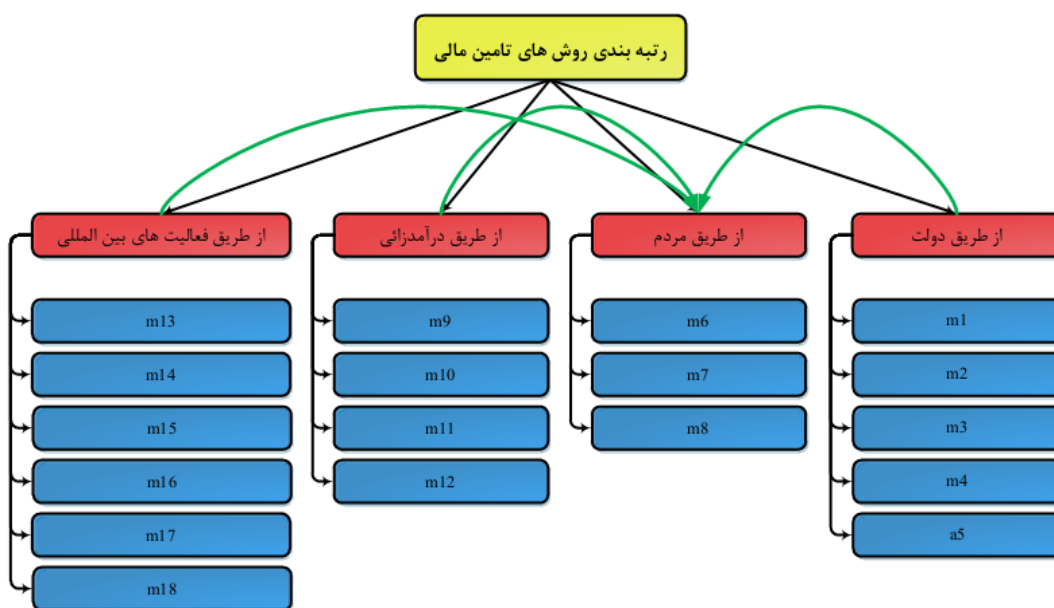 رتبه بندی روش های تامین مالی
از طریق دولت
m1
m2
m3
m4
a5
از طریق مردم
m6
m7
m8
از طریق درآمدزائی
m9
m10
m11
m12
از طریق فعالیت های بین المللی
m13
m14
m15
m16
m17
m18